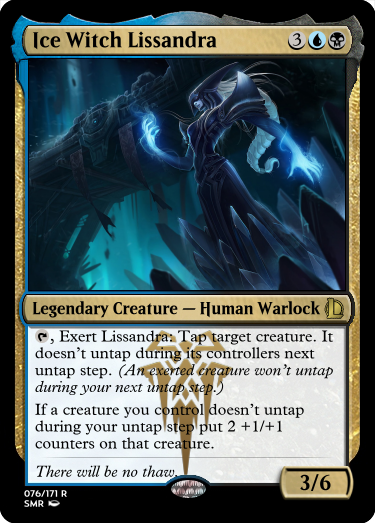 Ice Witch Lissandra 3
Legendary Creature — Human Warlock
, Exert Lissandra: Tap target creature. It
doesn't untap during its controllers next
untap step. (An exerted creature won't untap
during your next untap step.)
If a creature you control doesn't untap
during your untap step put 2 +1/+1
counters on that creature.
There will be no thaw.
3/6
076/171 R
SMR